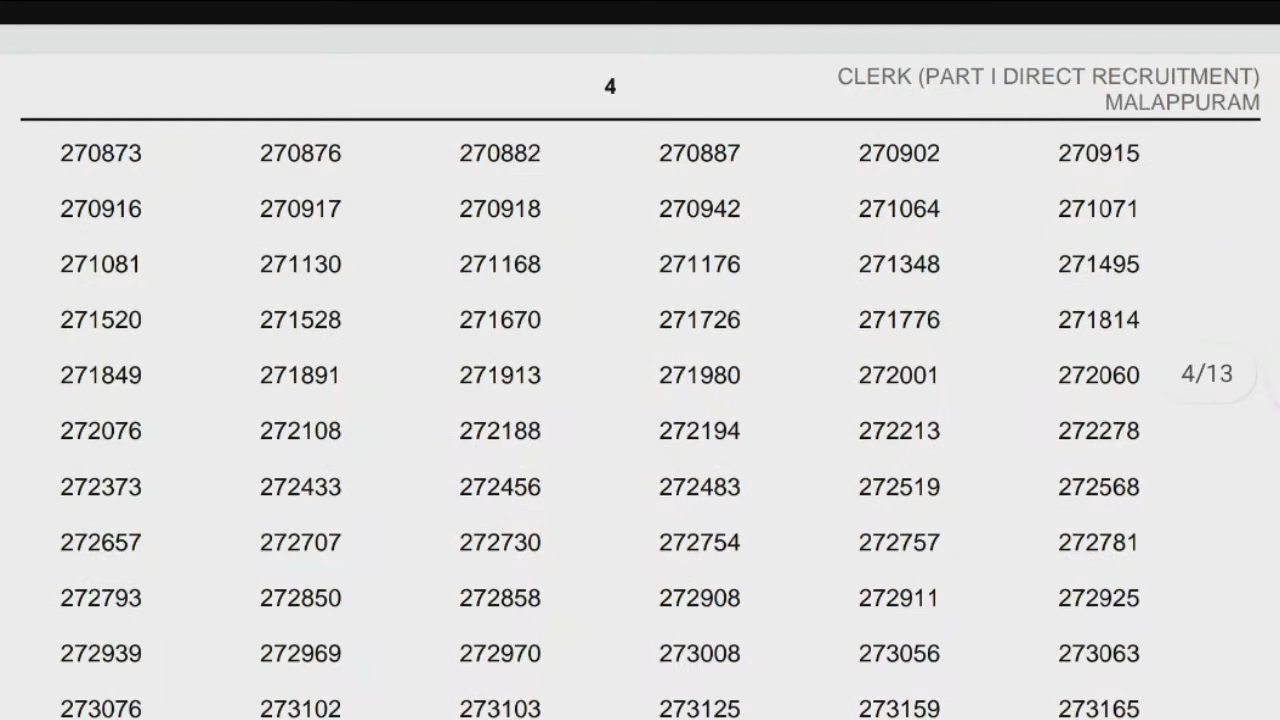 4
CLERK (PART I DIRECT RECRUITMENT)
MALAPPURAM
270873 270876 270882 270887 270902 270915
270916 270917 270918 270942 271064 271071
271081 271130 271168 271176 271348 271495
271520 271528 271670 271726 271776 271814
271849 271891 271913 271980 272001 272060
4/13
272076 272108 272188 272194 272213 272278
272373 272433 272456 272483 272519 272568
272657 272707 272730 272754 272757 272781
272793 272850 272858 272908 272911 272925
272939 272969 272970 273008 273056 273063
273076 273102 273103 273125 273159 273165